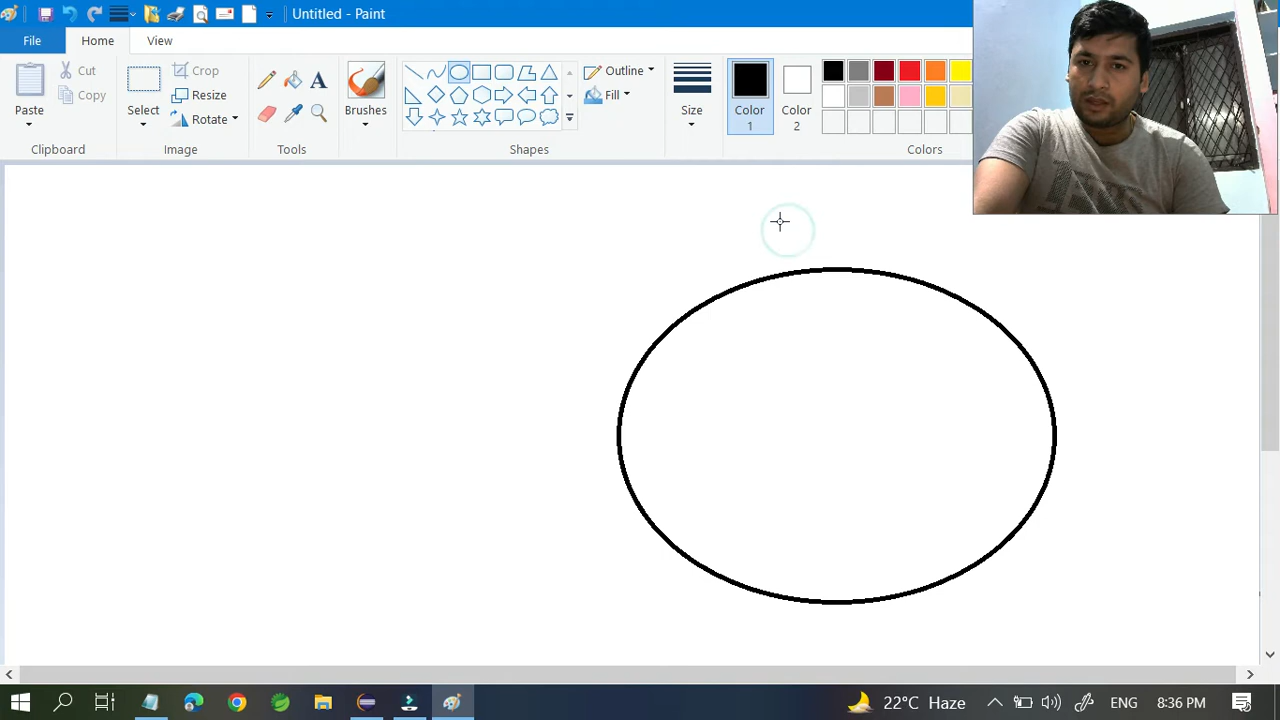 Untitled - Paint
File Home View
Cut
Copy
Paste
Clipboard
Select
Crop
Resize
Rotate
Image
Tools
Brushes
Shapes
Outline
Fill
Size
Color 1
Color 2
Colors
22°C Haze
ENG
8:36 PM